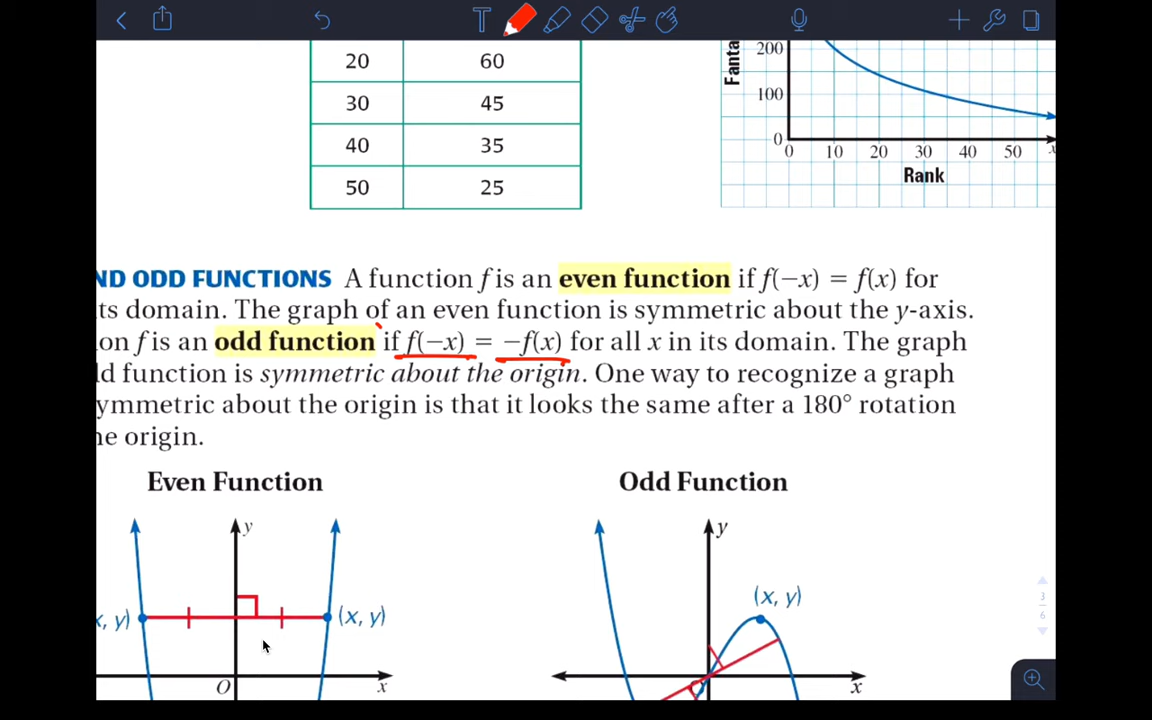 T
20 60
30 45
40 35
50 25
Fanta
200
100
0
0 10 20 30 40 50
x
Rank
ND ODD FUNCTIONS A function f is an even function if f(−x) = f(x) for
ts domain. The graph of an even function is symmetric about the y-axis.
on f is an odd function if f(−x) = −f(x) for all x in its domain. The graph
d function is symmetric about the origin. One way to recognize a graph
ymmetric about the origin is that it looks the same after a 180° rotation
he origin.
Even Function
Odd Function
y
x, y)
(x, y)
O
x
y
(x, y)
x
3
6